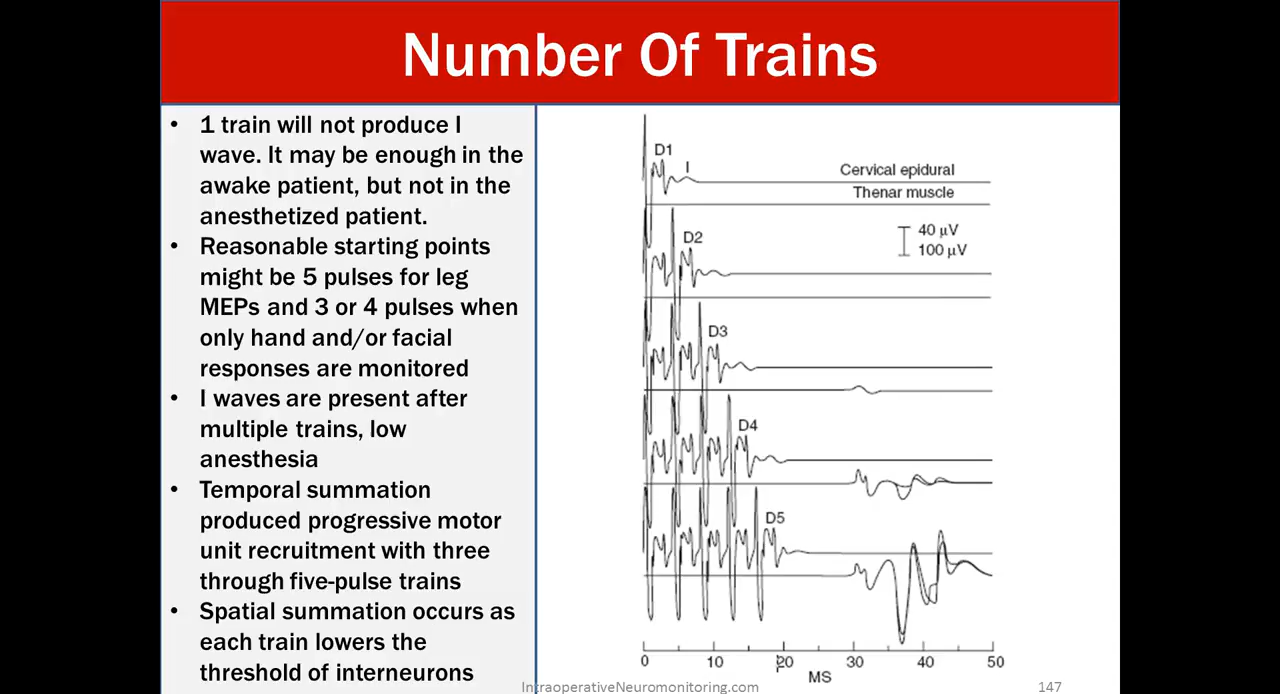 Number Of Trains
• 1 train will not produce I
wave. It may be enough in the
awake patient, but not in the
anesthetized patient.
• Reasonable starting points
might be 5 pulses for leg
MEPs and 3 or 4 pulses when
only hand and/or facial
responses are monitored
• I waves are present after
multiple trains, low
anesthesia
• Temporal summation
produced progressive motor
unit recruitment with three
through five-pulse trains
• Spatial summation occurs as
each train lowers the
threshold of interneurons
D1
I
Cervical epidural
Thenar muscle
40 µV
100 µV
D2
D3
D4
D5
0 10 20 30 40 50
MS
IntraoperativeNeuromonitoring.com
147